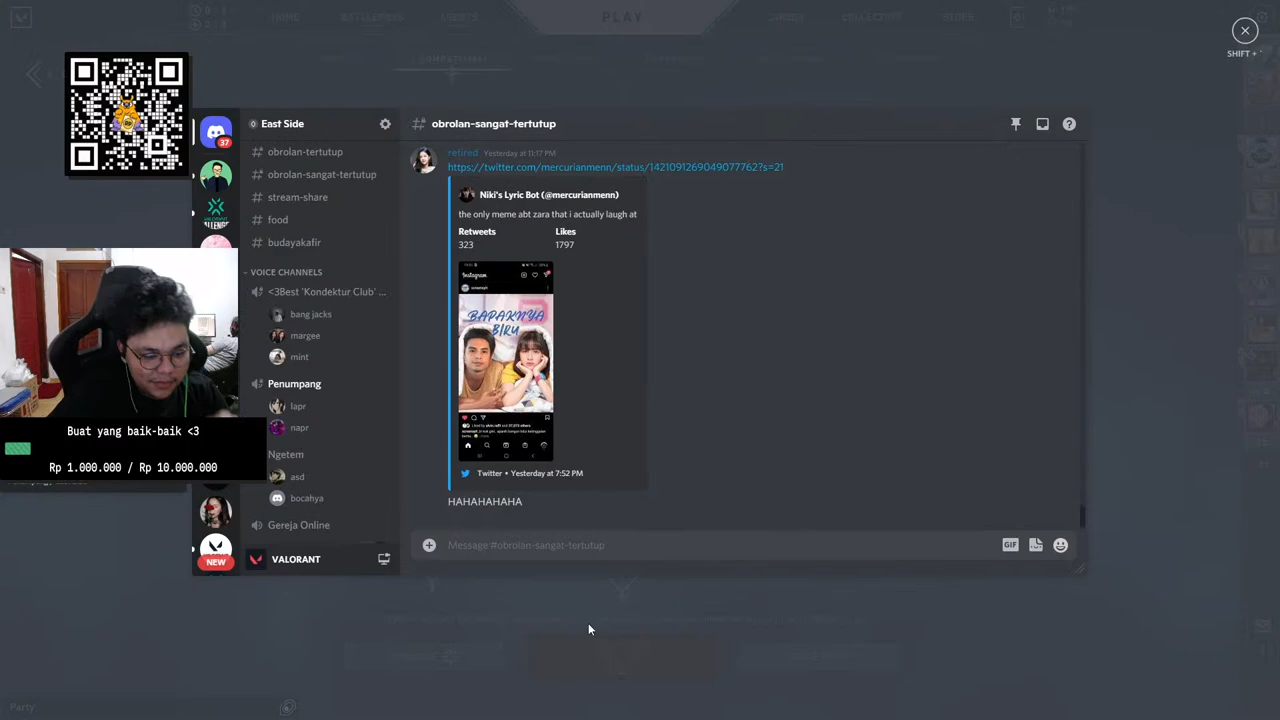 PLAY
SHIFT + `
37
East Side
obrolan-sangat-tertutup
obrolan-tertutup
obrolan-sangat-tertutup
stream-share
food
budayakafir
VOICE CHANNELS
<3Best 'Kondektur Club' ...
bang jacks
margee
mint
Penumpang
lapr
napr
Ngetem
asd
bocahya
Gereja Online
NEW
VALORANT
retired Yesterday at 11:17 PM
https://twitter.com/mercurianmenn/status/1421091269049077762?s=21
Niki's Lyric Bot (@mercurianmenn)
the only meme abt zara that i actually laugh at
Retweets Likes
323 1797
Instagram
BAPAKNYA
BIRU
Twitter • Yesterday at 7:52 PM
HAHAHAHAHA
Message #obrolan-sangat-tertutup
GIF
Buat yang baik-baik <3
Rp 1.000.000 / Rp 10.000.000
Party